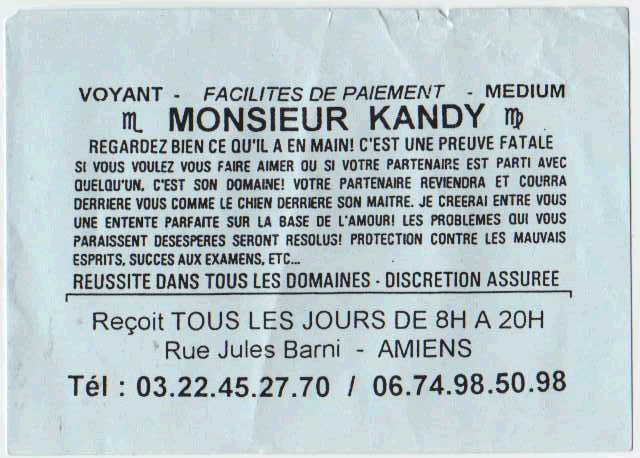 VOYANT - FACILITES DE PAIEMENT - MEDIUM
♏ MONSIEUR KANDY ♍
REGARDEZ BIEN CE QU'IL A EN MAIN! C'EST UNE PREUVE FATALE
SI VOUS VOULEZ VOUS FAIRE AIMER OU SI VOTRE PARTENAIRE EST PARTI AVEC
QUELQU'UN, C'EST SON DOMAINE! VOTRE PARTENAIRE REVIENDRA ET COURRA
DERRIERE VOUS COMME LE CHIEN DERRIERE SON MAITRE. JE CREERAI ENTRE VOUS
UNE ENTENTE PARFAITE SUR LA BASE DE L'AMOUR! LES PROBLEMES QUI VOUS
PARAISSENT DESESPERES SERONT RESOLUS! PROTECTION CONTRE LES MAUVAIS
ESPRITS, SUCCES AUX EXAMENS, ETC...
REUSSITE DANS TOUS LES DOMAINES - DISCRETION ASSUREE
Reçoit TOUS LES JOURS DE 8H A 20H
Rue Jules Barni - AMIENS
Tél : 03.22.45.27.70 / 06.74.98.50.98